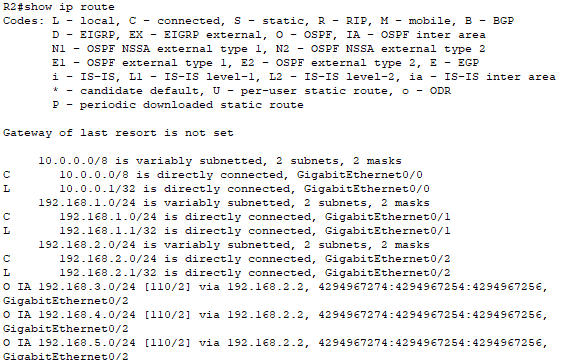 R2#show ip route
Codes: L - local, C - connected, S - static, R - RIP, M - mobile, B - BGP
D - EIGRP, EX - EIGRP external, O - OSPF, IA - OSPF inter area
N1 - OSPF NSSA external type 1, N2 - OSPF NSSA external type 2
E1 - OSPF external type 1, E2 - OSPF external type 2, E - EGP
i - IS-IS, L1 - IS-IS level-1, L2 - IS-IS level-2, ia - IS-IS inter area
* - candidate default, U - per-user static route, o - ODR
P - periodic downloaded static route
Gateway of last resort is not set
10.0.0.0/8 is variably subnetted, 2 subnets, 2 masks
C 10.0.0.0/8 is directly connected, GigabitEthernet0/0
L 10.0.0.1/32 is directly connected, GigabitEthernet0/0
192.168.1.0/24 is variably subnetted, 2 subnets, 2 masks
C 192.168.1.0/24 is directly connected, GigabitEthernet0/1
L 192.168.1.1/32 is directly connected, GigabitEthernet0/1
192.168.2.0/24 is variably subnetted, 2 subnets, 2 masks
C 192.168.2.0/24 is directly connected, GigabitEthernet0/2
L 192.168.2.1/32 is directly connected, GigabitEthernet0/2
O IA 192.168.3.0/24 [110/2] via 192.168.2.2, 4294967274:4294967254:4294967256,
GigabitEthernet0/2
O IA 192.168.4.0/24 [110/2] via 192.168.2.2, 4294967274:4294967254:4294967256,
GigabitEthernet0/2
O IA 192.168.5.0/24 [110/2] via 192.168.2.2, 4294967274:4294967254:4294967256,
GigabitEthernet0/2